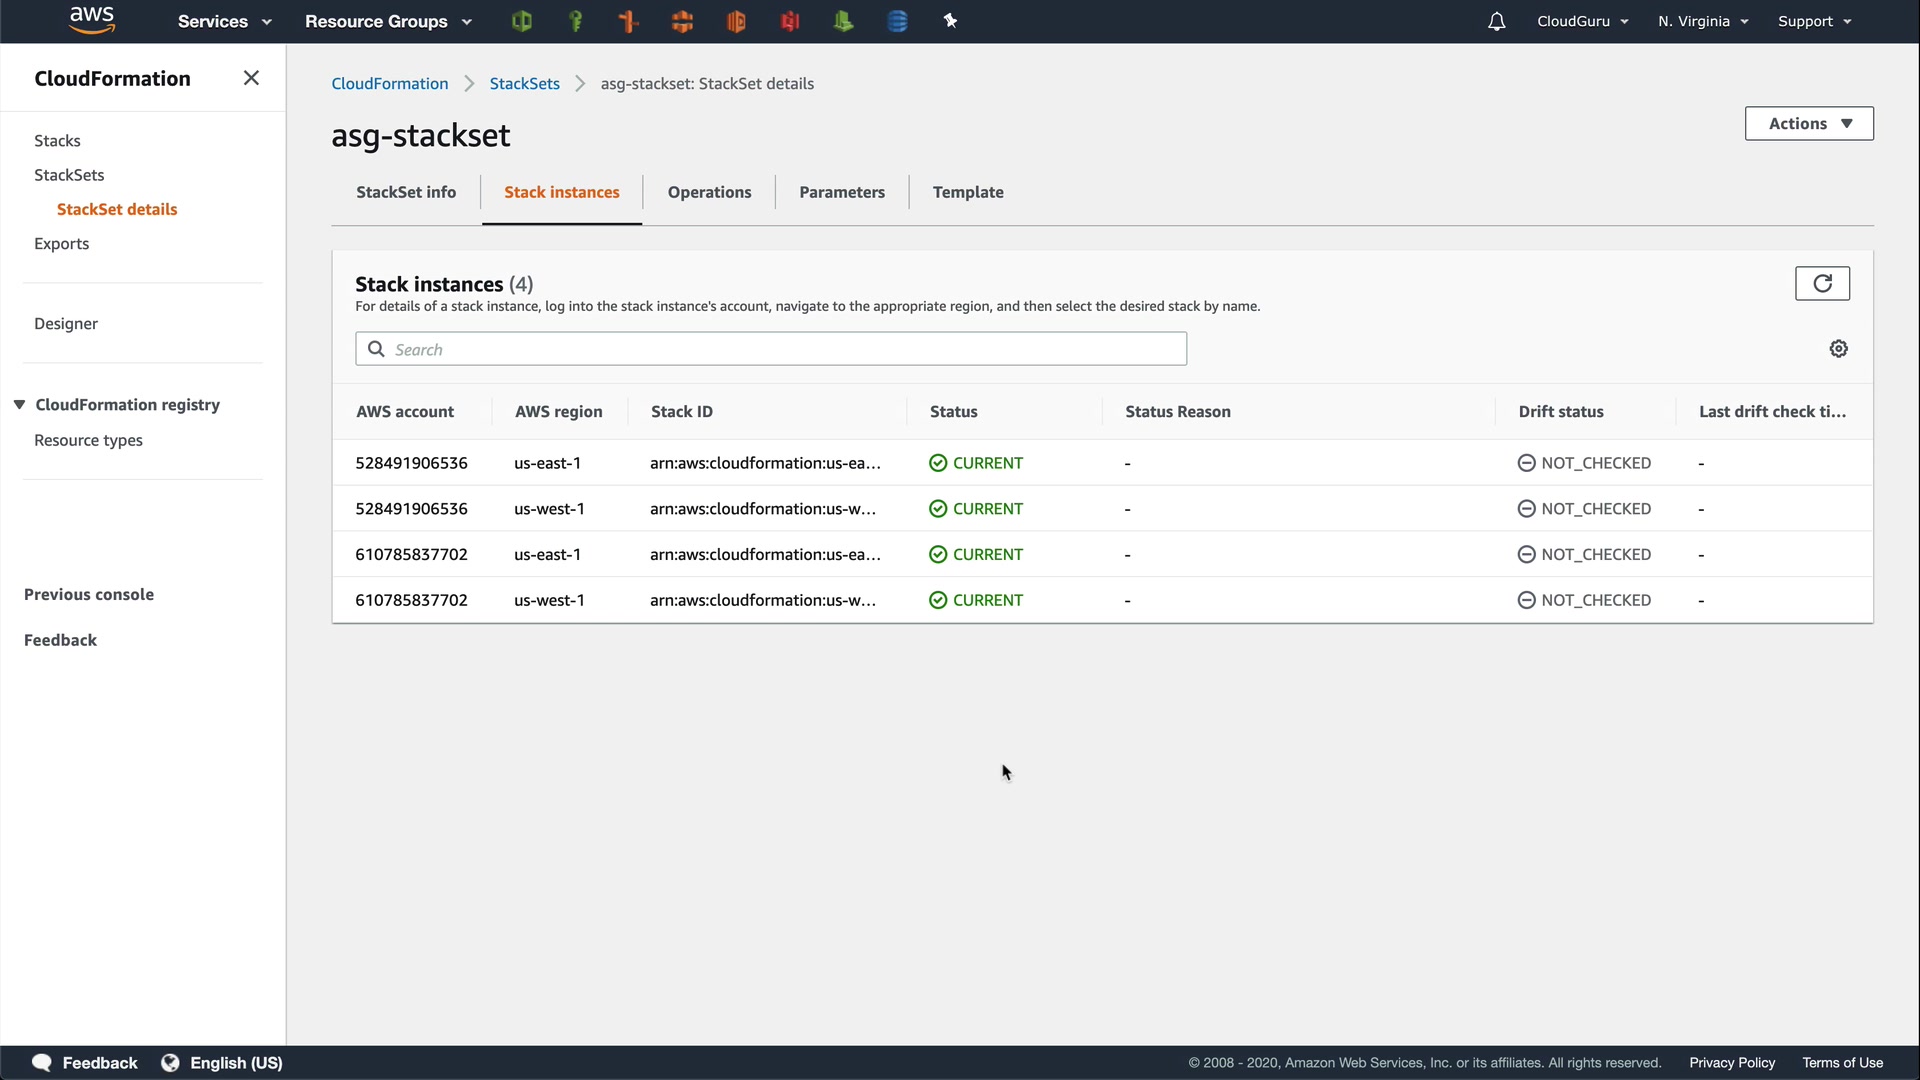 aws Services Resource Groups CloudGuru N. Virginia Support
CloudFormation
Stacks
StackSets
StackSet details
Exports
Designer
CloudFormation registry
Resource types
Previous console
Feedback
CloudFormation StackSets asg-stackset: StackSet details
asg-stackset
Actions
StackSet info Stack instances Operations Parameters Template
Stack instances (4)
For details of a stack instance, log into the stack instance's account, navigate to the appropriate region, and then select the desired stack by name.
Search
AWS account AWS region Stack ID Status Status Reason Drift status Last drift check ti...
528491906536 us-east-1 arn:aws:cloudformation:us-ea... CURRENT - NOT_CHECKED -
528491906536 us-west-1 arn:aws:cloudformation:us-w... CURRENT - NOT_CHECKED -
610785837702 us-east-1 arn:aws:cloudformation:us-ea... CURRENT - NOT_CHECKED -
610785837702 us-west-1 arn:aws:cloudformation:us-w... CURRENT - NOT_CHECKED -
Feedback English (US) © 2008 - 2020, Amazon Web Services, Inc. or its affiliates. All rights reserved. Privacy Policy Terms of Use